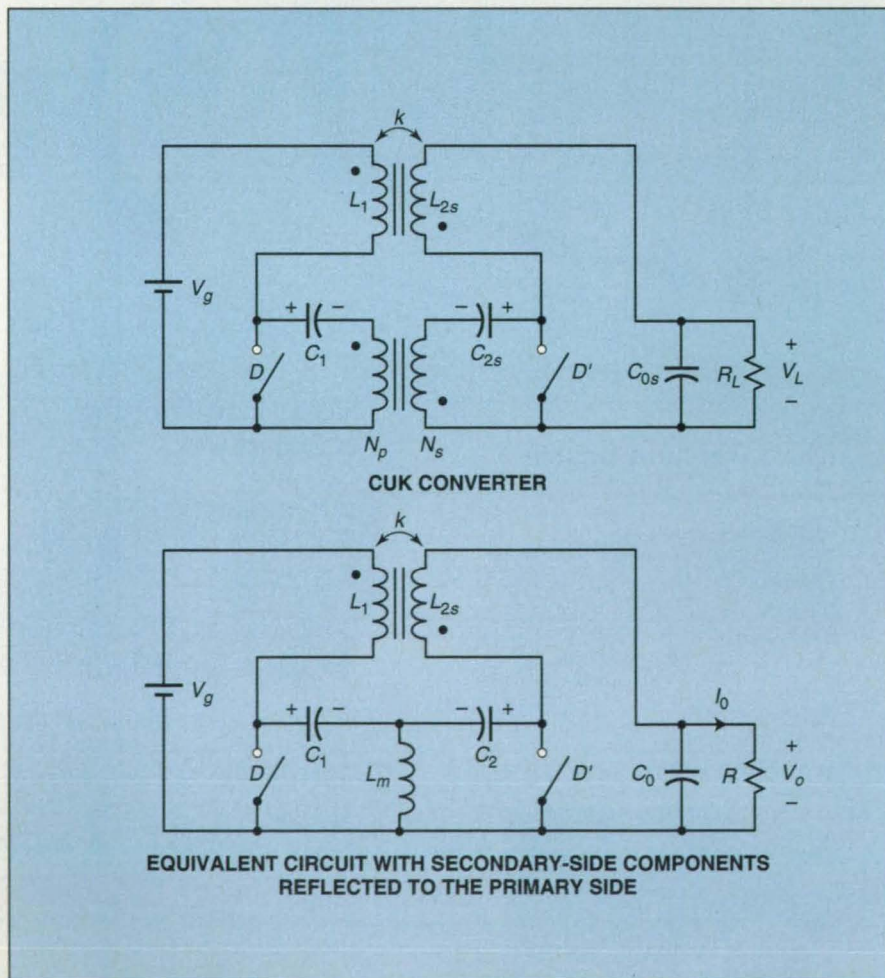 k
L1 L2s
Vg
+ − − +
C1 C2s
D D'
C0s RL
+
VL
−
Np Ns
CUK CONVERTER
k
L1 L2s
Vg
I0
+ − − +
C1 C2
D Lm D'
C0 R
+
Vo
−
EQUIVALENT CIRCUIT WITH SECONDARY-SIDE COMPONENTS
REFLECTED TO THE PRIMARY SIDE